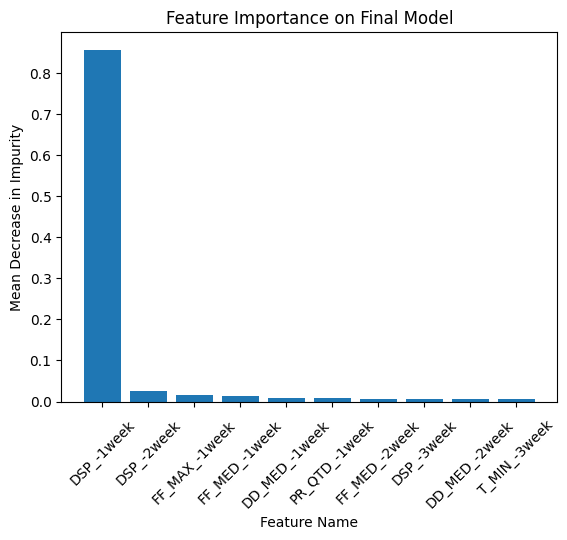 Feature Importance on Final Model
Mean Decrease in Impurity
0.8
0.7
0.6
0.5
0.4
0.3
0.2
0.1
0.0
DSP_-1week
DSP_-2week
FF_MAX_-1week
FF_MED_-1week
DD_MED_-1week
PR_QTD_-1week
FF_MED_-2week
DSP_-3week
DD_MED_-2week
T_MIN_-3week
Feature Name